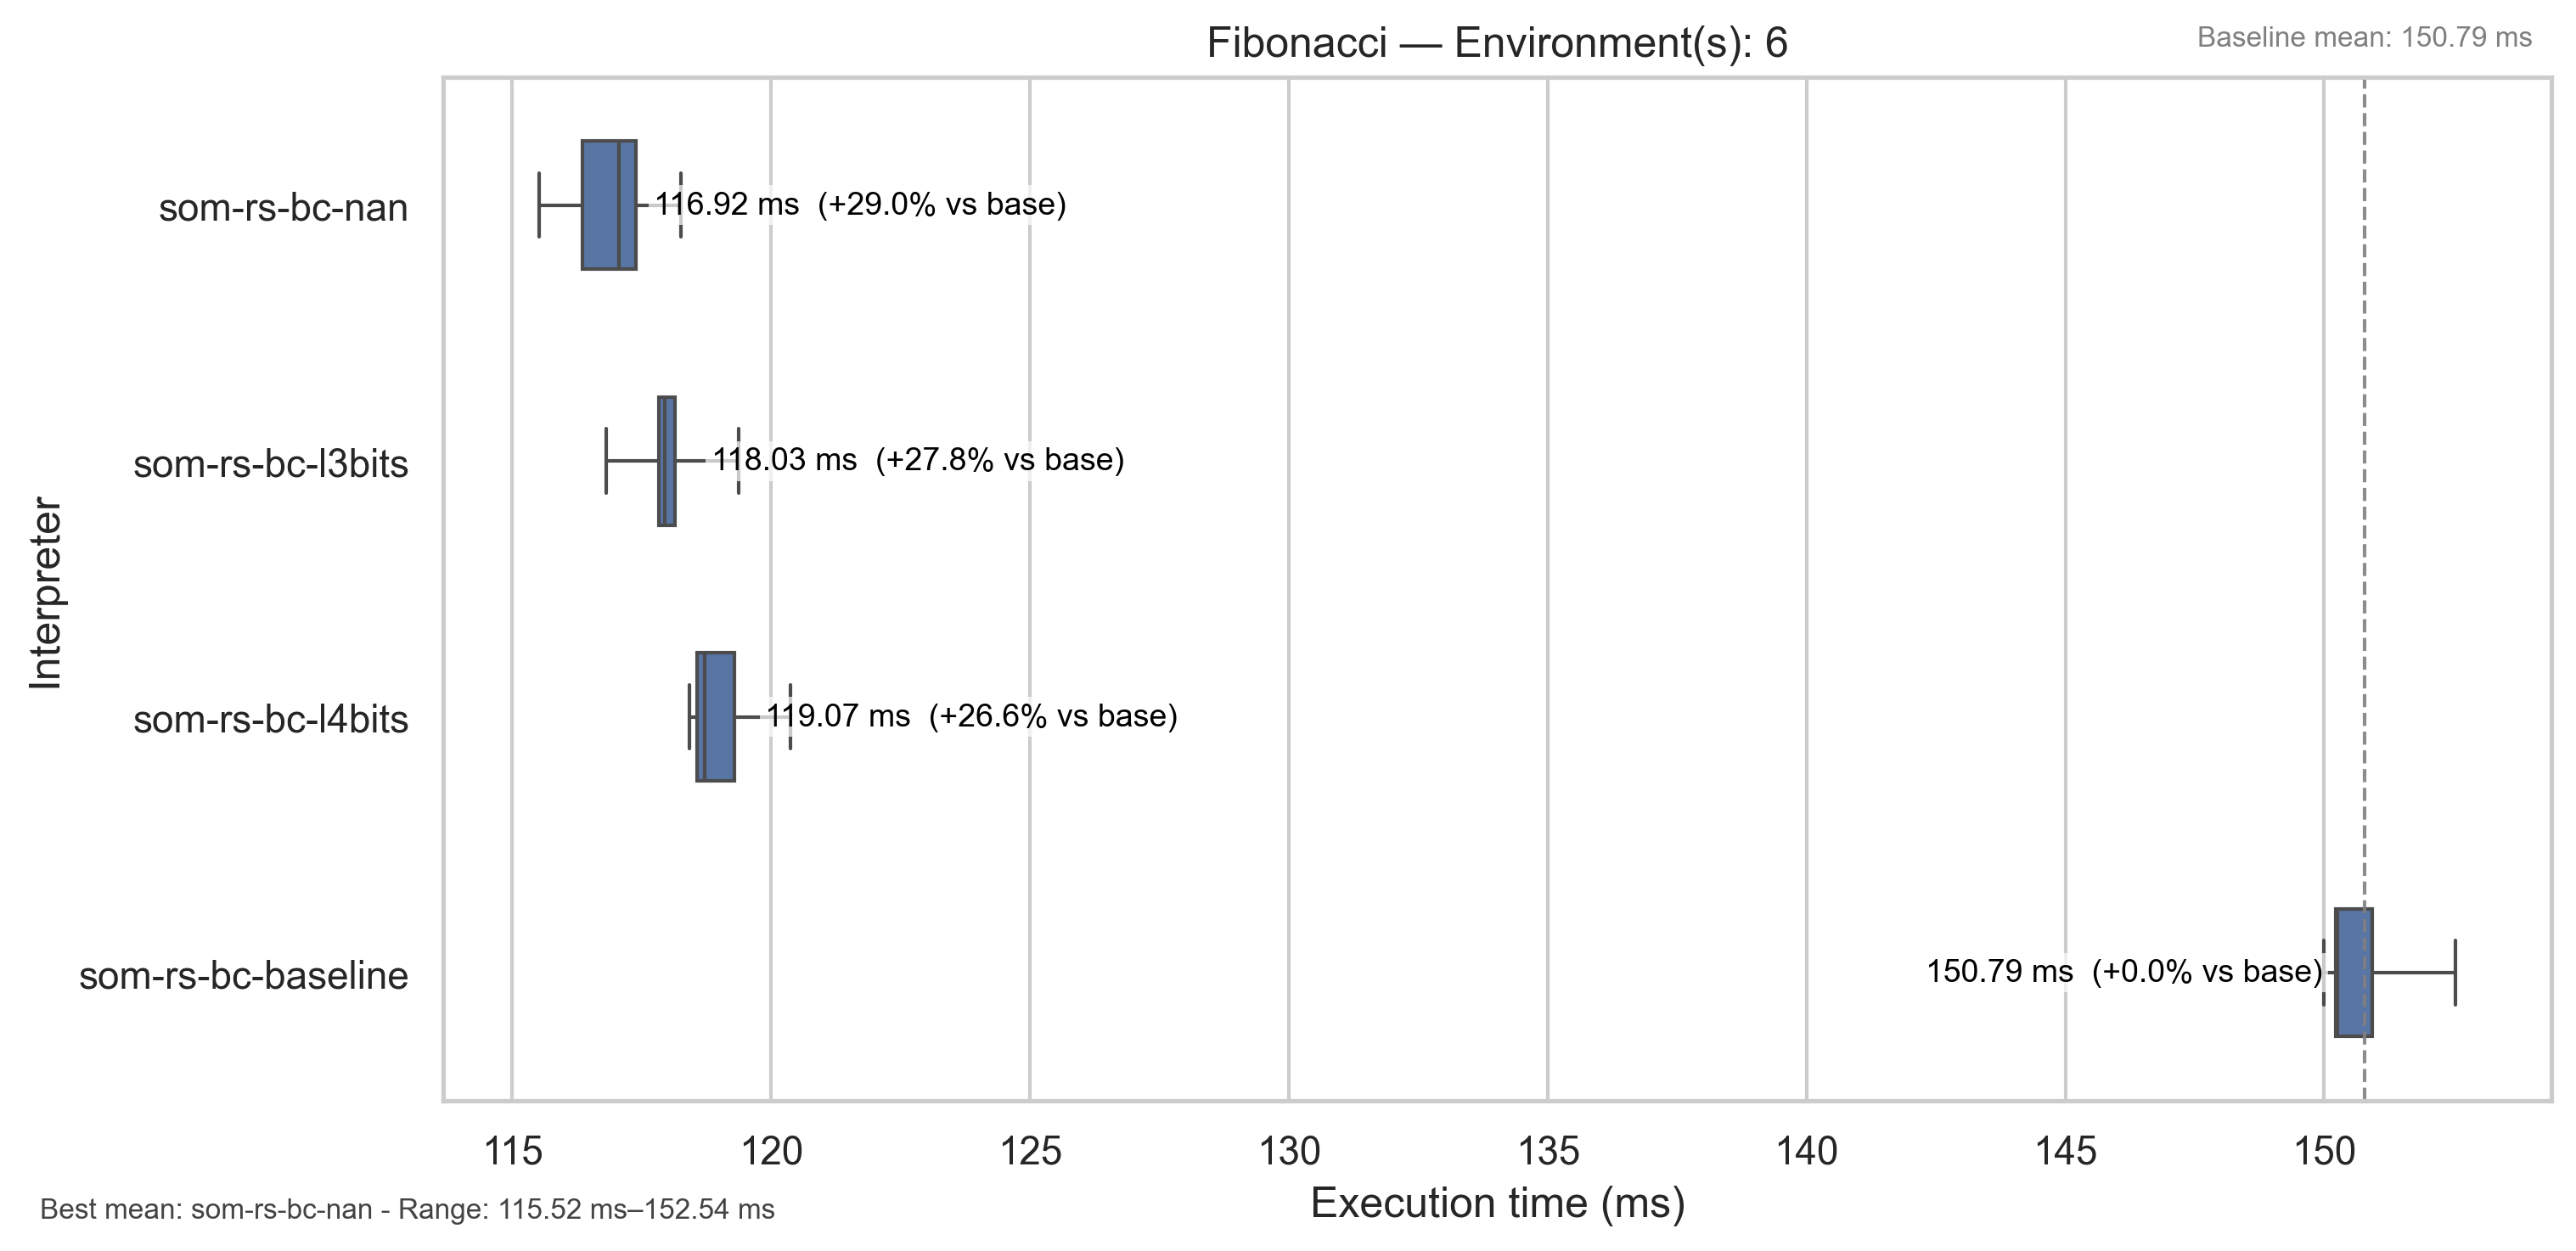 Fibonacci — Environment(s): 6
Baseline mean: 150.79 ms
som-rs-bc-nan
116.92 ms (+29.0% vs base)
som-rs-bc-l3bits
118.03 ms (+27.8% vs base)
Interpreter
som-rs-bc-l4bits
119.07 ms (+26.6% vs base)
som-rs-bc-baseline
150.79 ms (+0.0% vs base)
115 120 125 130 135 140 145 150
Execution time (ms)
Best mean: som-rs-bc-nan - Range: 115.52 ms–152.54 ms